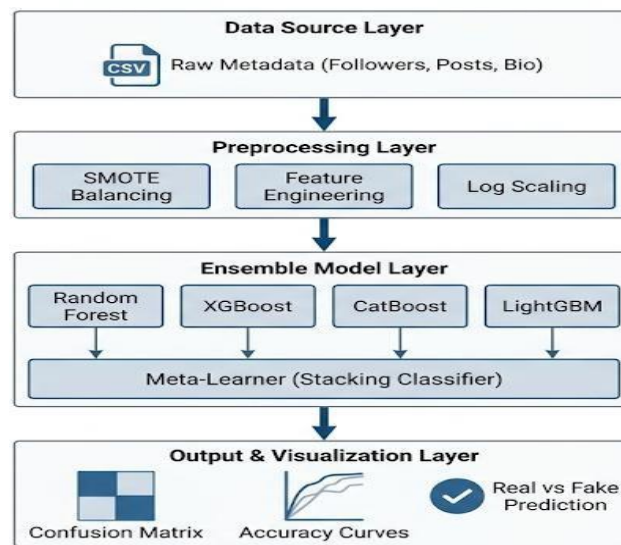 Data Source Layer
CSV
Raw Metadata (Followers, Posts, Bio)
Preprocessing Layer
SMOTE
Balancing
Feature
Engineering
Log Scaling
Ensemble Model Layer
Random
Forest
XGBoost
CatBoost
LightGBM
Meta-Learner (Stacking Classifier)
Output & Visualization Layer
Confusion Matrix
Accuracy Curves
Real vs Fake
Prediction